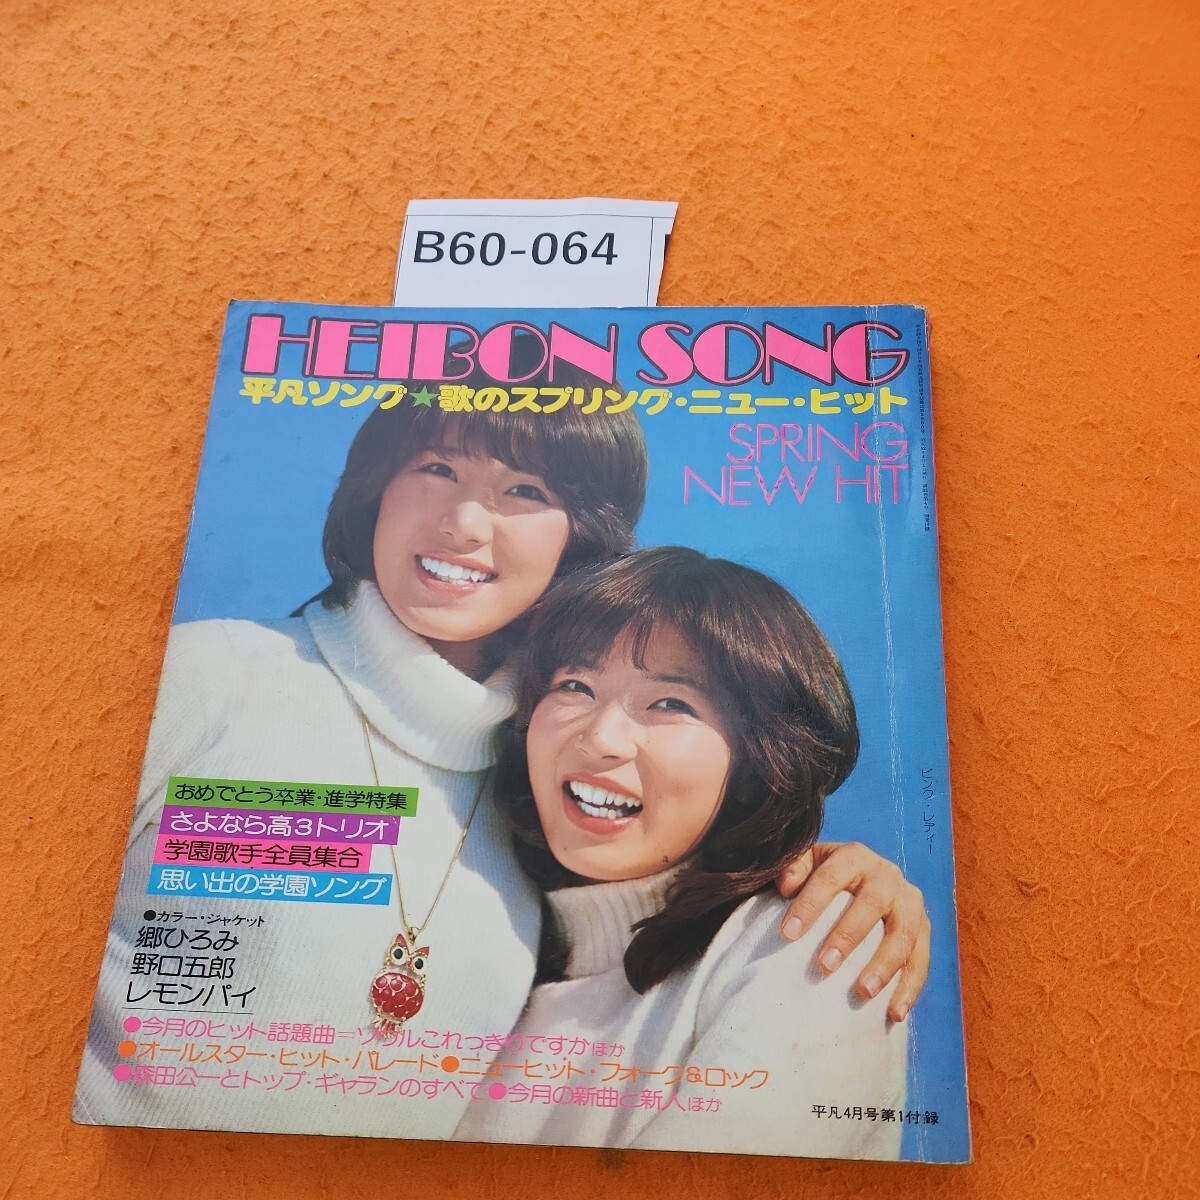 B60-064
HEIBON SONG
平凡ソング★歌のスプリング・ニュー・ヒット
SPRING
NEW HIT
ピンク・レディー
おめでとう卒業・進学特集
さよなら高3トリオ
学園歌手全員集合
思い出の学園ソング
●カラー・ジャケット
郷ひろみ
野口五郎
レモンパイ
●今月のヒット話題曲=ソウルこれっきりですかほか
●オールスター・ヒット・パレード●ニューヒット・フォーク&ロック
●森田公一とトップ・ギャランのすべて●今月の新曲と新人ほか
平凡4月号第1付録